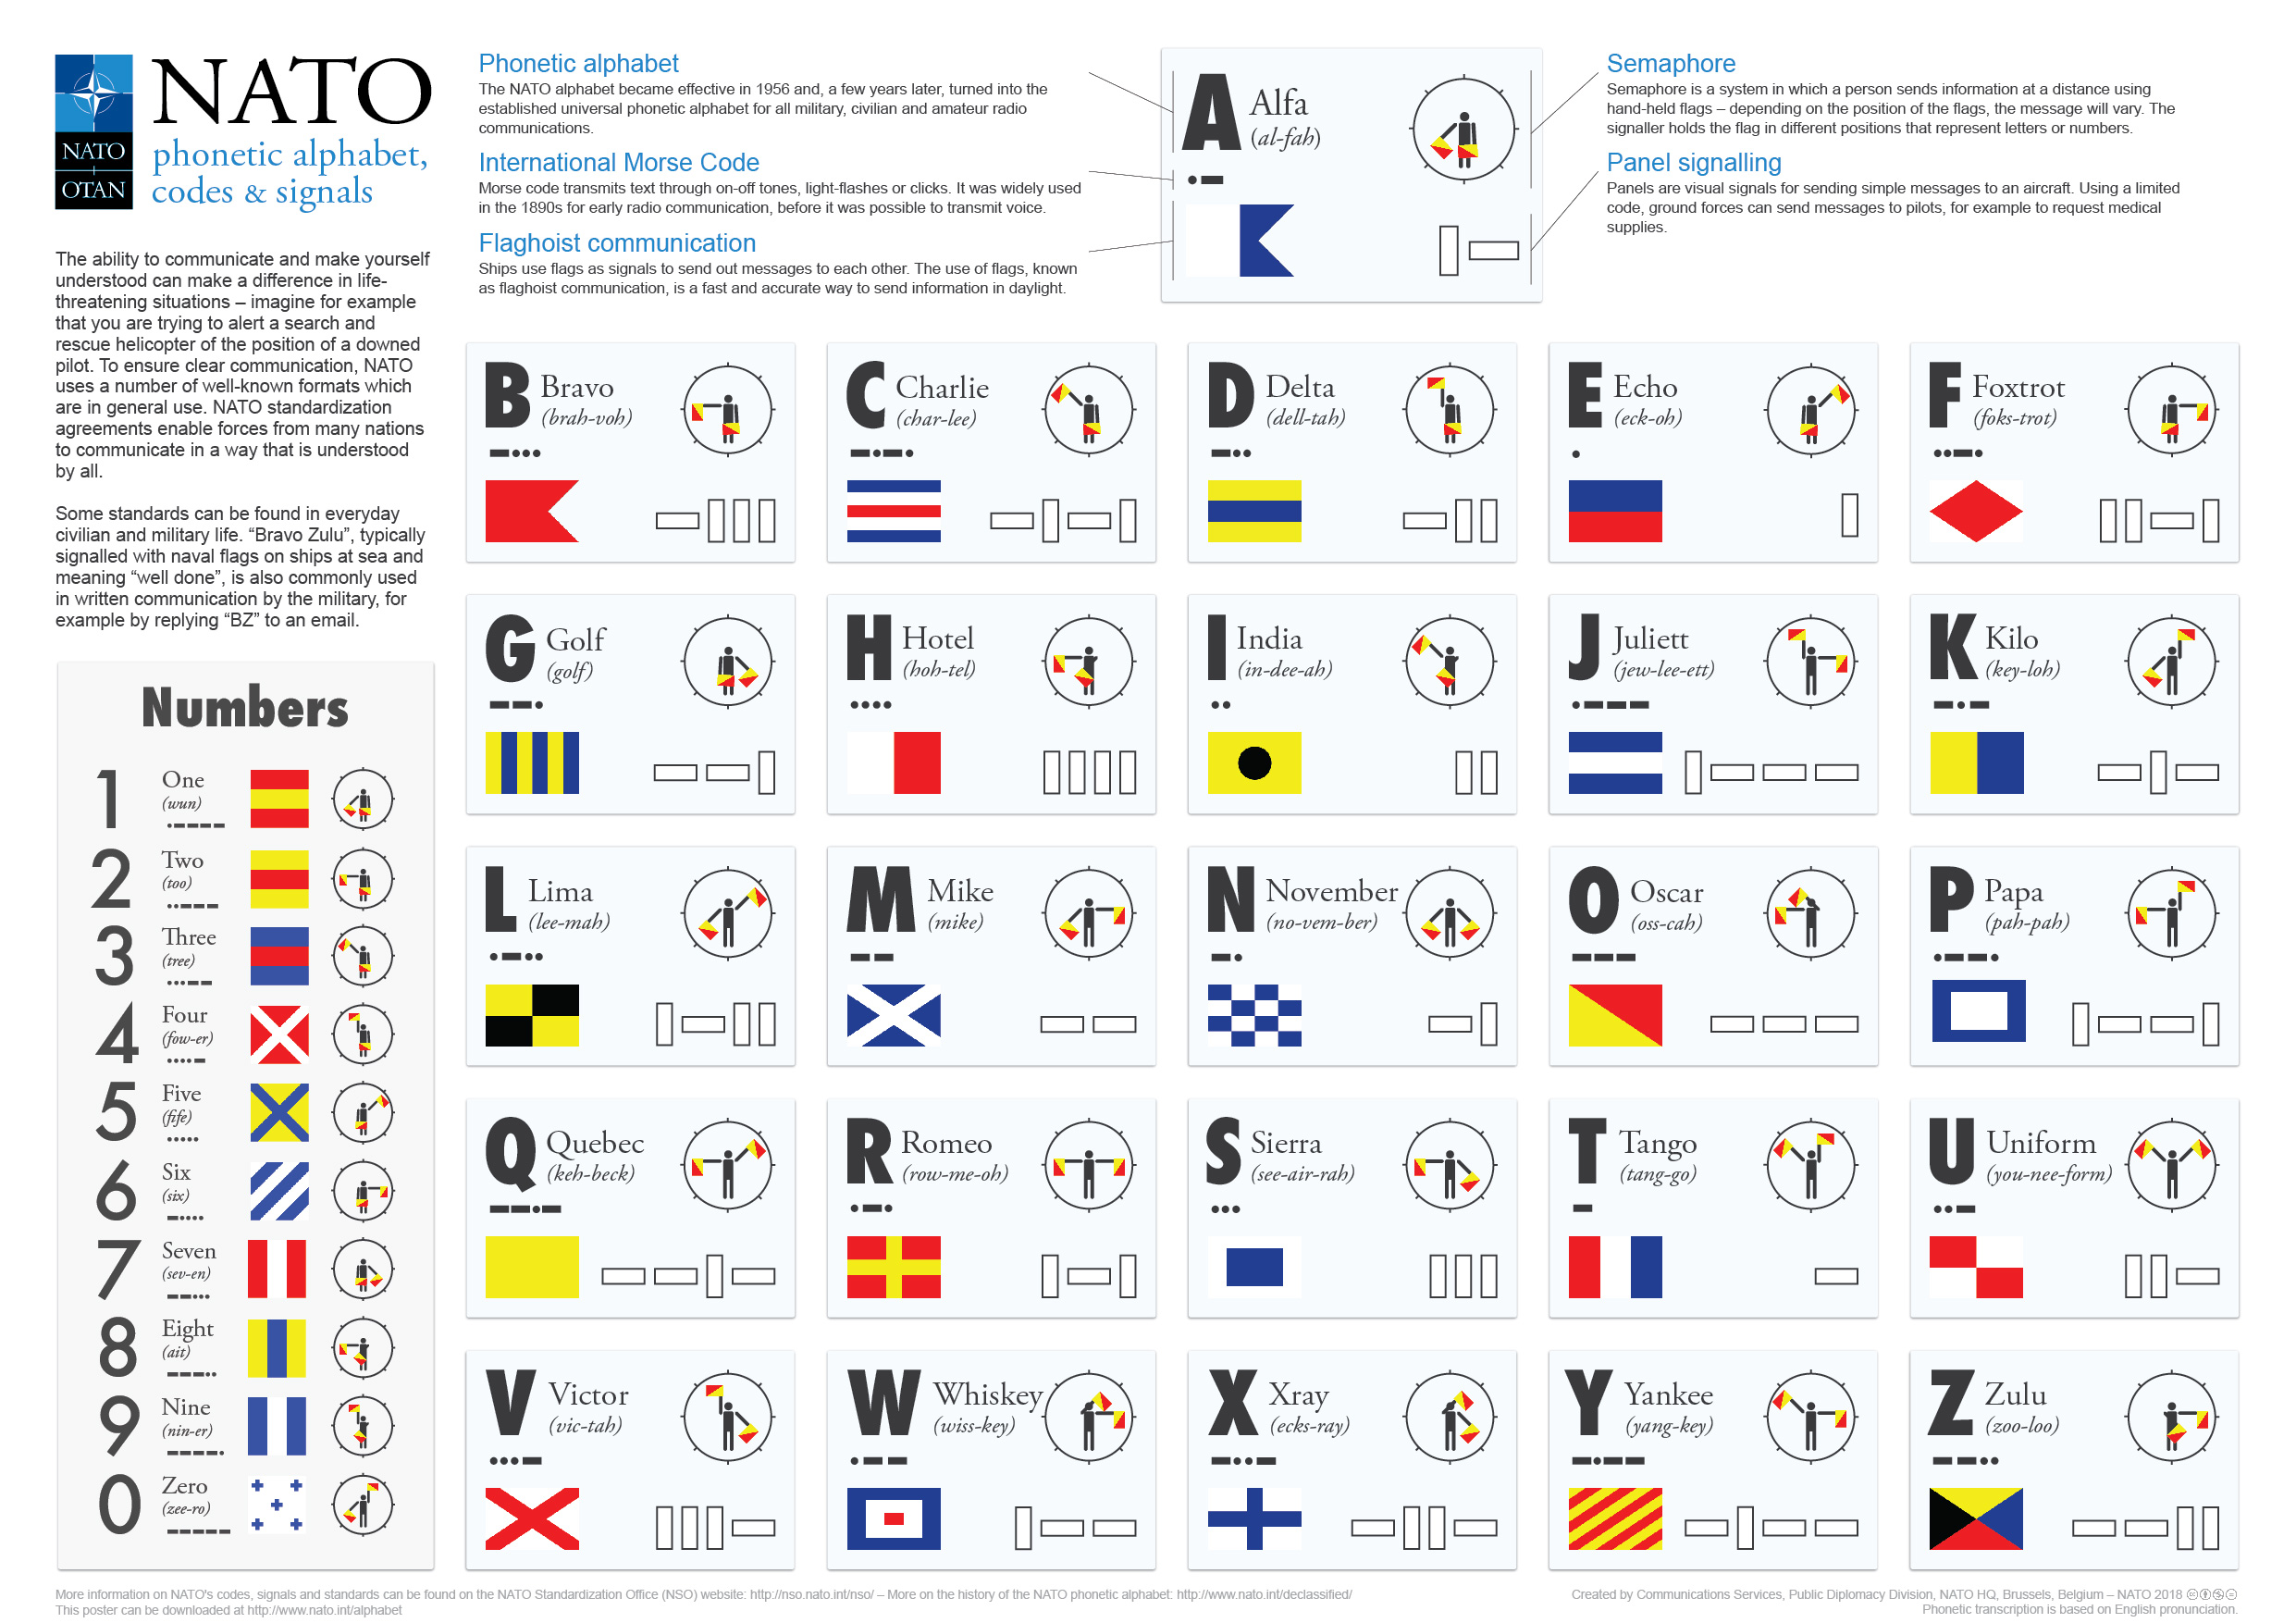 NATO
OTAN
NATO
phonetic alphabet,
codes & signals
The ability to communicate and make yourself
understood can make a difference in life-
threatening situations – imagine for example
that you are trying to alert a search and
rescue helicopter of the position of a downed
pilot. To ensure clear communication, NATO
uses a number of well-known formats which
are in general use. NATO standardization
agreements enable forces from many nations
to communicate in a way that is understood
by all.
Some standards can be found in everyday
civilian and military life. “Bravo Zulu”, typically
signalled with naval flags on ships at sea and
meaning “well done”, is also commonly used
in written communication by the military, for
example by replying “BZ” to an email.
Phonetic alphabet
The NATO alphabet became effective in 1956 and, a few years later, turned into the
established universal phonetic alphabet for all military, civilian and amateur radio
communications.
International Morse Code
Morse code transmits text through on-off tones, light-flashes or clicks. It was widely used
in the 1890s for early radio communication, before it was possible to transmit voice.
Flaghoist communication
Ships use flags as signals to send out messages to each other. The use of flags, known
as flaghoist communication, is a fast and accurate way to send information in daylight.
A Alfa
(al-fah)
Semaphore
Semaphore is a system in which a person sends information at a distance using
hand-held flags – depending on the position of the flags, the message will vary. The
signaller holds the flag in different positions that represent letters or numbers.
Panel signalling
Panels are visual signals for sending simple messages to an aircraft. Using a limited
code, ground forces can send messages to pilots, for example to request medical
supplies.
B Bravo
(brah-voh)
C Charlie
(char-lee)
D Delta
(dell-tah)
E Echo
(eck-oh)
F Foxtrot
(foks-trot)
G Golf
(golf)
H Hotel
(hoh-tel)
I India
(in-dee-ah)
J Juliett
(jew-lee-ett)
K Kilo
(key-loh)
L Lima
(lee-mah)
M Mike
(mike)
N November
(no-vem-ber)
O Oscar
(oss-cah)
P Papa
(pah-pah)
Q Quebec
(keh-beck)
R Romeo
(row-me-oh)
S Sierra
(see-air-rah)
T Tango
(tang-go)
U Uniform
(you-nee-form)
V Victor
(vic-tah)
W Whiskey
(wiss-key)
X Xray
(ecks-ray)
Y Yankee
(yang-key)
Z Zulu
(zoo-loo)
Numbers
1 One
(wun)
2 Two
(too)
3 Three
(tree)
4 Four
(fow-er)
5 Five
(fife)
6 Six
(six)
7 Seven
(sev-en)
8 Eight
(ait)
9 Nine
(nin-er)
0 Zero
(zee-ro)
More information on NATO's codes, signals and standards can be found on the NATO Standardization Office (NSO) website: http://nso.nato.int/nso/ – More on the history of the NATO phonetic alphabet: http://www.nato.int/declassified/
This poster can be downloaded at http://www.nato.int/alphabet
Created by Communications Services, Public Diplomacy Division, NATO HQ, Brussels, Belgium – NATO 2018
Phonetic transcription is based on English pronunciation.